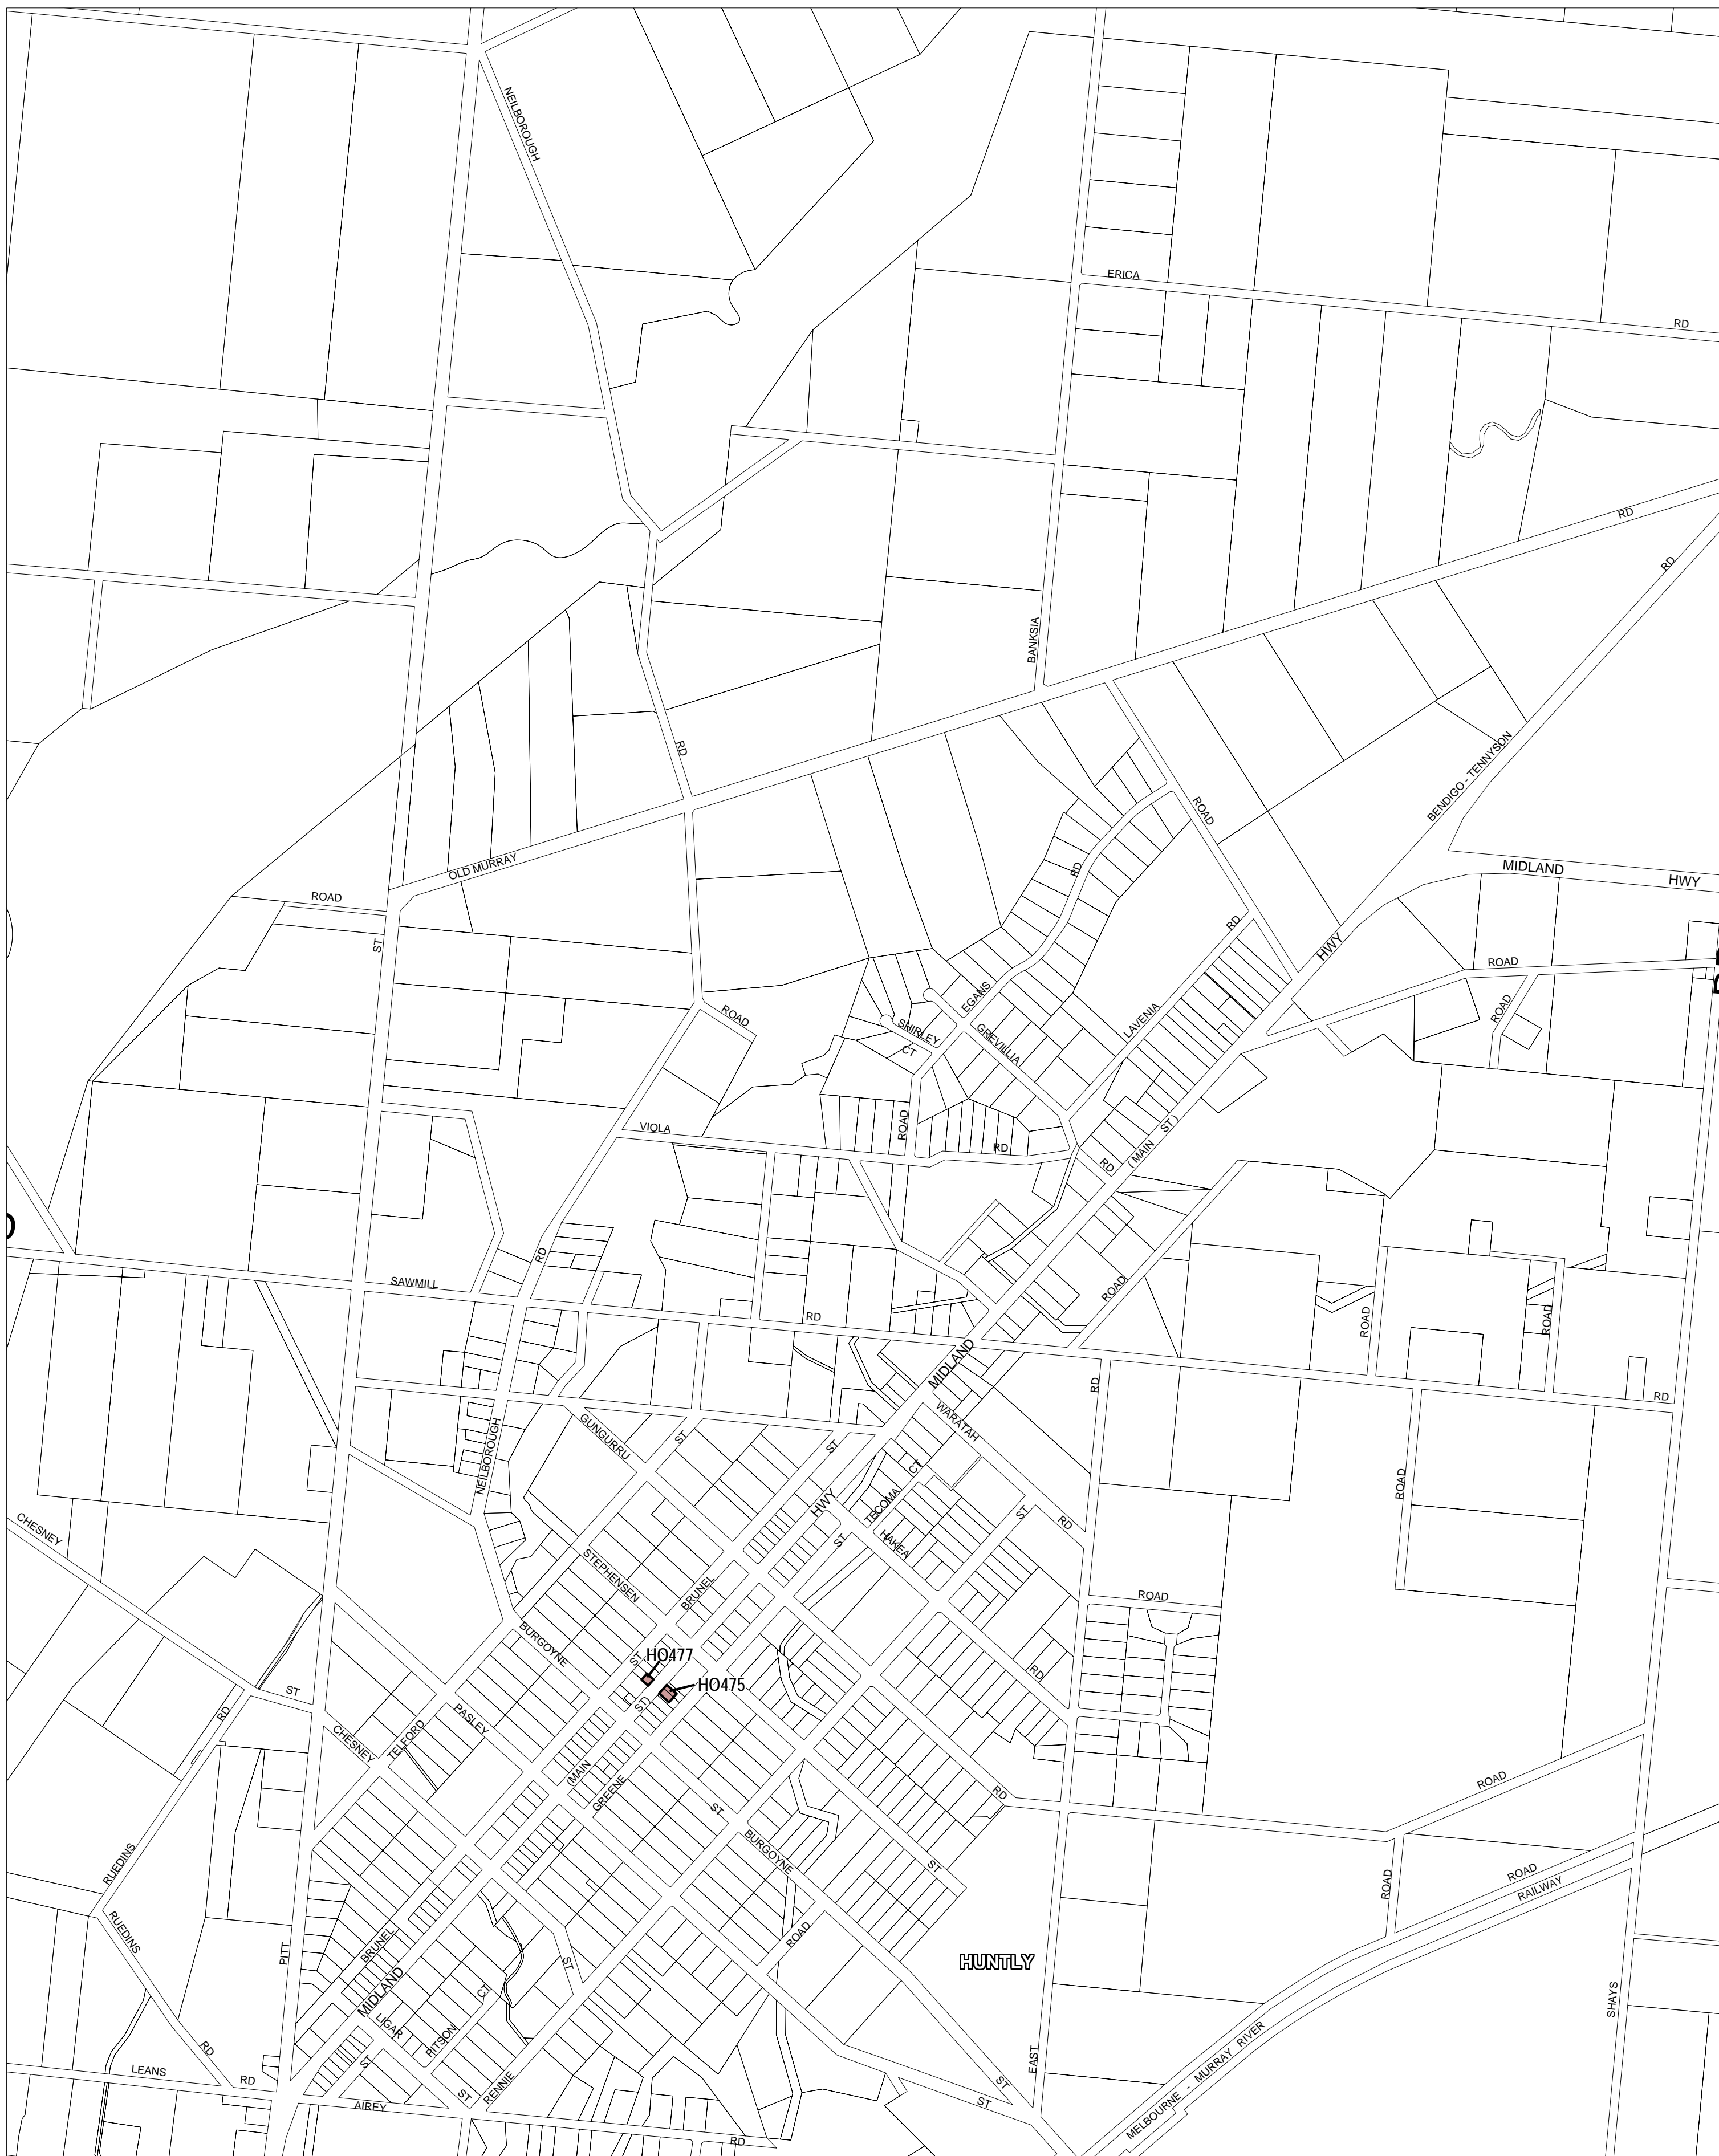 NEILBOROUGH
ERICA
RD
RD
RD
BANKSIA
RD
BENDIGO - TENNYSON
ROAD
OLD MURRAY
MIDLAND
HWY
RD
ROAD
ST
RD
HWY
ROAD
EGANS
ROAD
ROAD
LAVENIA
SHIRLEY
CT
GREVILLIA
VIOLA
ROAD
RD
(MAIN ST)
RD
RD
SAWMILL
ROAD
RD
ROAD
ROAD
MIDLAND
RD
RD
WARATAH
NEILBOROUGH
GUNGURRU
ST
ST
CT
ROAD
HWY
TECOMA
ST
RD
CHESNEY
HAKEA
ST
STEPHENSEN
BRUNEL
ROAD
BURGOYNE
ST
HO477
RD
HO475
ST
ST)
RD
PASLEY
CHESNEY
TELFORD
(MAIN
GREENE
RD
ROAD
ST
BURGOYNE
RUEDINS
ST
ROAD
RAILWAY
ROAD
RUEDINS
ROAD
BRUNEL
PITT
ST
HUNTLY
MIDLAND
CT
SHAYS
LIGAR
PITSON
RD
MELBOURNE - MURRAY RIVER
LEANS
RD
ST
EAST
RENNIE
ST
ST
ST
AIREY
RD